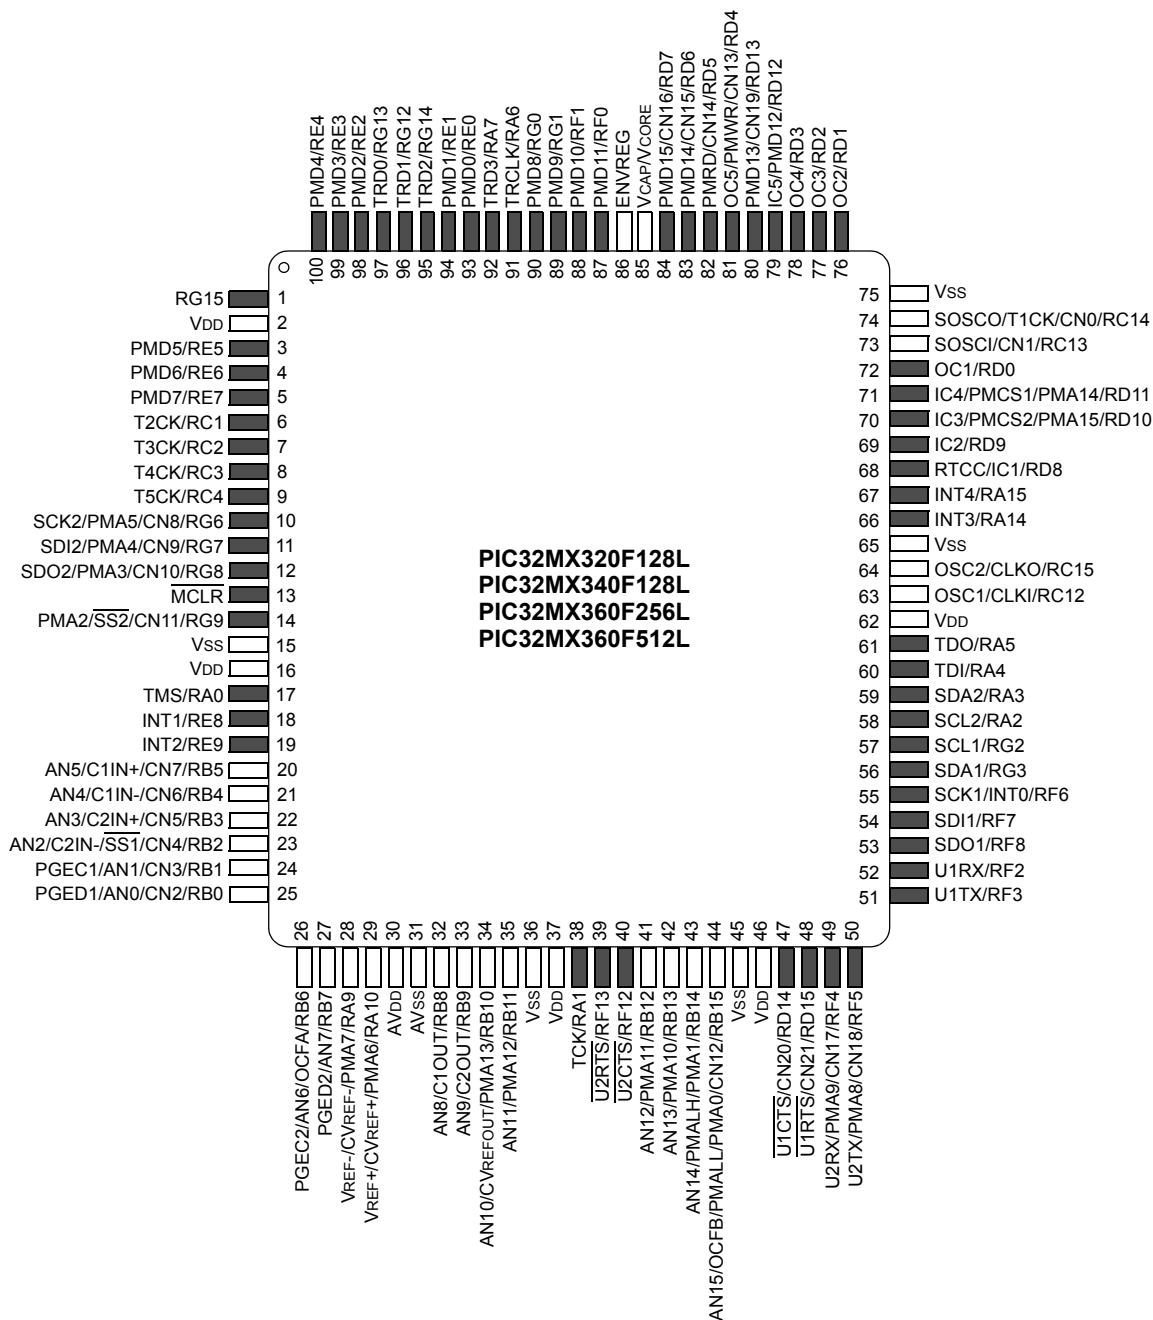 PMD4/RE4
PMD3/RE3
PMD2/RE2
TRD0/RG13
TRD1/RG12
TRD2/RG14
PMD1/RE1
PMD0/RE0
TRD3/RA7
TRCLK/RA6
PMD8/RG0
PMD9/RG1
PMD10/RF1
PMD11/RF0
ENVREG
VCAP/VCORE
PMD15/CN16/RD7
PMD14/CN15/RD6
PMRD/CN14/RD5
OC5/PMWR/CN13/RD4
PMD13/CN19/RD13
IC5/PMD12/RD12
OC4/RD3
OC3/RD2
OC2/RD1
100
99
98
97
96
95
94
93
92
91
90
89
88
87
86
85
84
83
82
81
80
79
78
77
76
RG15 1
VDD 2
PMD5/RE5 3
PMD6/RE6 4
PMD7/RE7 5
T2CK/RC1 6
T3CK/RC2 7
T4CK/RC3 8
T5CK/RC4 9
SCK2/PMA5/CN8/RG6 10
SDI2/PMA4/CN9/RG7 11
SDO2/PMA3/CN10/RG8 12
MCLR 13
PMA2/SS2/CN11/RG9 14
VSS 15
VDD 16
TMS/RA0 17
INT1/RE8 18
INT2/RE9 19
AN5/C1IN+/CN7/RB5 20
AN4/C1IN-/CN6/RB4 21
AN3/C2IN+/CN5/RB3 22
AN2/C2IN-/SS1/CN4/RB2 23
PGEC1/AN1/CN3/RB1 24
PGED1/AN0/CN2/RB0 25
PIC32MX320F128L
PIC32MX340F128L
PIC32MX360F256L
PIC32MX360F512L
75 VSS
74 SOSCO/T1CK/CN0/RC14
73 SOSCI/CN1/RC13
72 OC1/RD0
71 IC4/PMCS1/PMA14/RD11
70 IC3/PMCS2/PMA15/RD10
69 IC2/RD9
68 RTCC/IC1/RD8
67 INT4/RA15
66 INT3/RA14
65 VSS
64 OSC2/CLKO/RC15
63 OSC1/CLKI/RC12
62 VDD
61 TDO/RA5
60 TDI/RA4
59 SDA2/RA3
58 SCL2/RA2
57 SCL1/RG2
56 SDA1/RG3
55 SCK1/INT0/RF6
54 SDI1/RF7
53 SDO1/RF8
52 U1RX/RF2
51 U1TX/RF3
26
27
28
29
30
31
32
33
34
35
36
37
38
39
40
41
42
43
44
45
46
47
48
49
50
PGEC2/AN6/OCFA/RB6
PGED2/AN7/RB7
VREF-/CVREF-/PMA7/RA9
VREF+/CVREF+/PMA6/RA10
AVDD
AVSS
AN8/C1OUT/RB8
AN9/C2OUT/RB9
AN10/CVREFOUT/PMA13/RB10
AN11/PMA12/RB11
VSS
VDD
TCK/RA1
U2RTS/RF13
U2CTS/RF12
AN12/PMA11/RB12
AN13/PMA10/RB13
AN14/PMALH/PMA1/RB14
AN15/OCFB/PMALL/PMA0/CN12/RB15
VSS
VDD
U1CTS/CN20/RD14
U1RTS/CN21/RD15
U2RX/PMA9/CN17/RF4
U2TX/PMA8/CN18/RF5